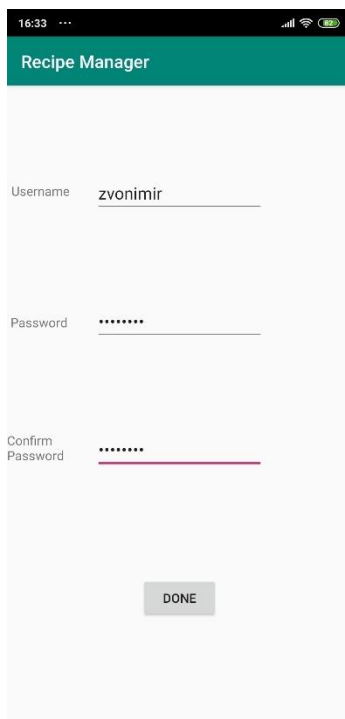 16:33 ... 82
Recipe Manager
Username zvonimir
Password ••••••••
Confirm
Password ••••••••
DONE